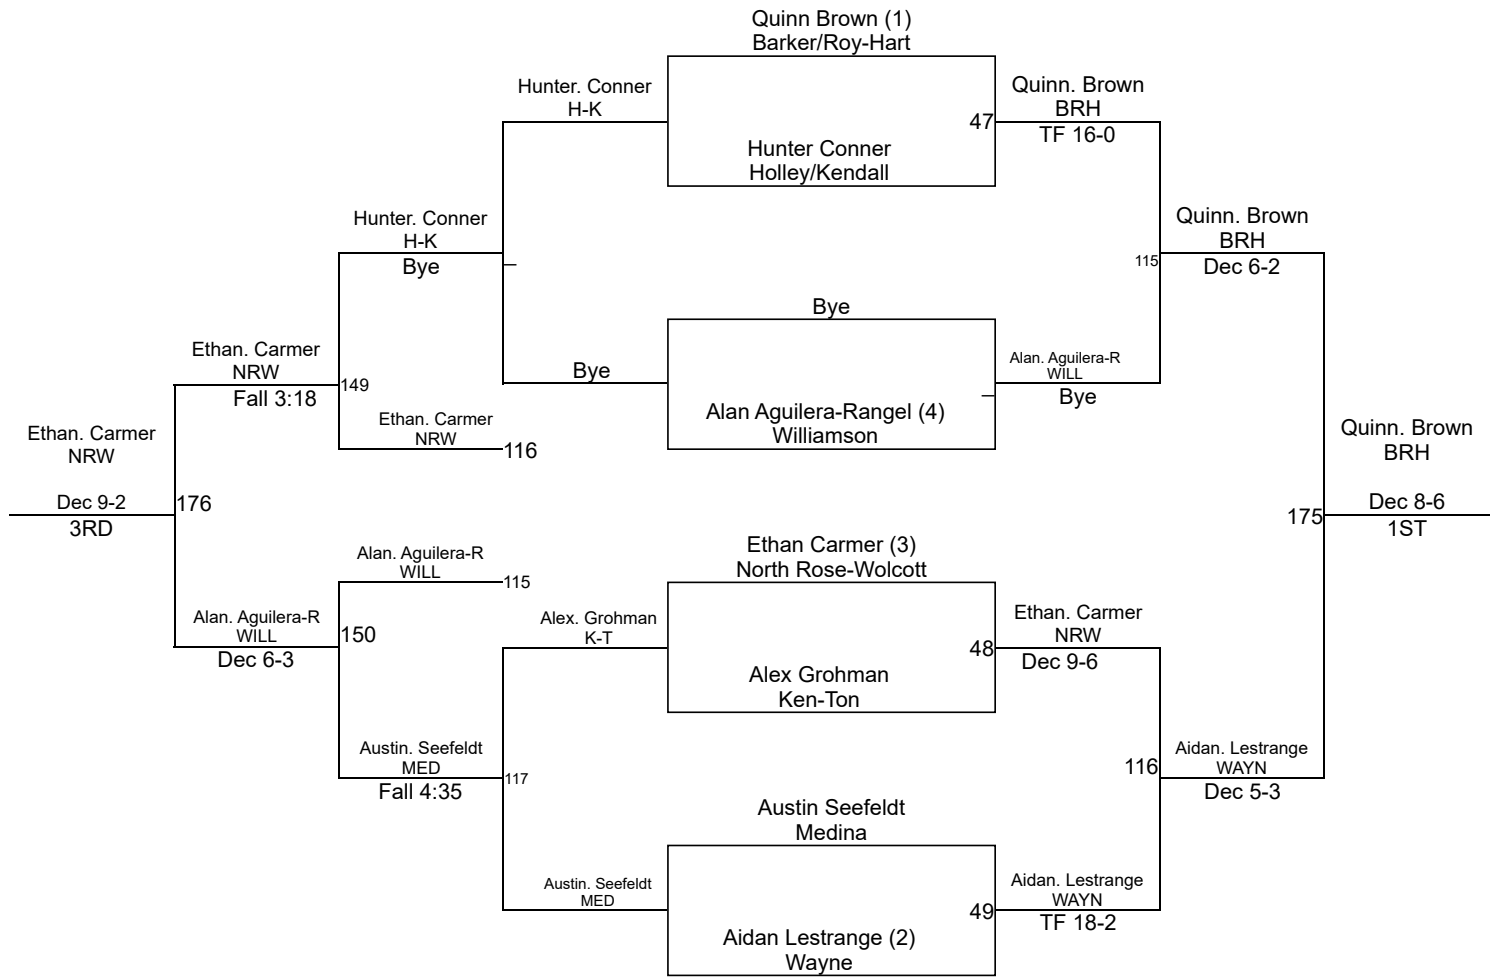 Quinn Brown (1)
Barker/Roy-Hart
Hunter. Conner
H-K
Quinn. Brown
BRH
47
TF 16-0
Hunter Conner
Holley/Kendall
Hunter. Conner
H-K
Bye
Quinn. Brown
BRH
115
Dec 6-2
Bye
Ethan. Carmer
NRW
149
Fall 3:18
Bye
Alan. Aguilera-R
WILL
Bye
Alan Aguilera-Rangel (4)
Williamson
Ethan. Carmer
NRW
116
Ethan. Carmer
NRW
Dec 9-2
3RD
176
Quinn. Brown
BRH
175
Dec 8-6
1ST
Alan. Aguilera-R
WILL
115
Ethan Carmer (3)
North Rose-Wolcott
Alan. Aguilera-R
WILL
150
Dec 6-3
Alex. Grohman
K-T
Ethan. Carmer
NRW
48
Dec 9-6
Alex Grohman
Ken-Ton
Austin. Seefeldt
MED
117
Fall 4:35
116
Aidan. Lestrange
WAYN
Dec 5-3
Austin Seefeldt
Medina
Austin. Seefeldt
MED
Aidan. Lestrange
WAYN
49
TF 18-2
Aidan Lestrange (2)
Wayne